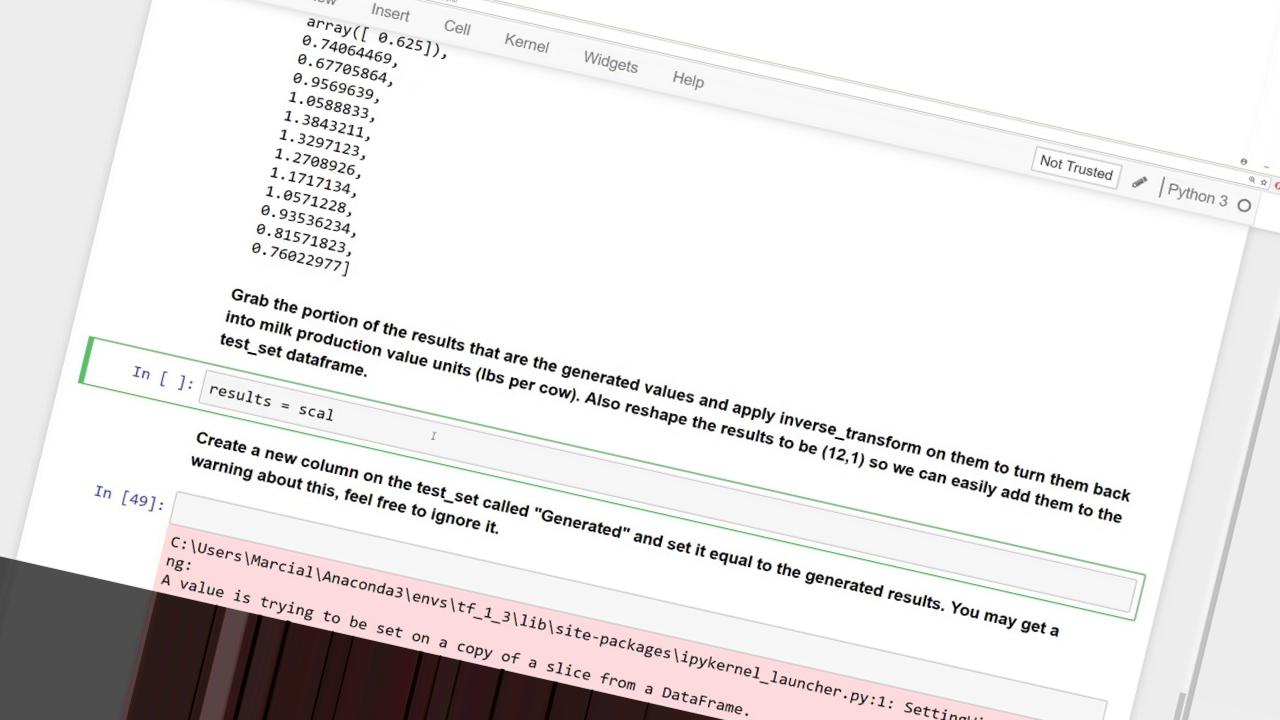 Insert Cell Kernel Widgets Help
Not Trusted Python 3
array([ 0.625]),
0.74064469,
0.67705864,
0.9569639,
1.0588833,
1.3843211,
1.3297123,
1.2708926,
1.1717134,
1.0571228,
0.93536234,
0.81571823,
0.76022977]
Grab the portion of the results that are the generated values and apply inverse_transform on them to turn them back
into milk production value units (lbs per cow). Also reshape the results to be (12,1) so we can easily add them to the
test_set dataframe.
In [ ]: results = scal
Create a new column on the test_set called "Generated" and set it equal to the generated results. You may get a
warning about this, feel free to ignore it.
In [49]:
C:\Users\Marcial\Anaconda3\envs\tf_1_3\lib\site-packages\ipykernel_launcher.py:1:
ng:
A value is trying to be set on a copy of a slice from a DataFrame.